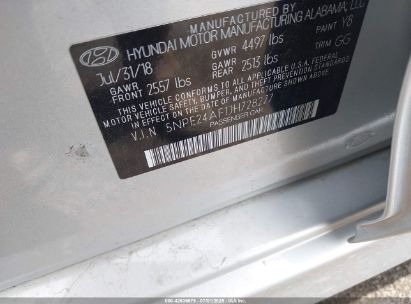 MANUFACTURED BY
HYUNDAI MOTOR MANUFACTURING ALABAMA, LLC
Jul/31/18 GVWR 4497 lbs PAINT Y8
GAWR FRONT 2557 lbs GAWR REAR 2513 lbs TRIM GG
THIS VEHICLE CONFORMS TO ALL APPLICABLE U.S.A. FEDERAL
MOTOR VEHICLE SAFETY, BUMPER, AND THEFT PREVENTION STANDARDS
IN EFFECT ON THE DATE OF MANUFACTURE SHOWN ABOVE.
V.I.N
PASSENGER CAR